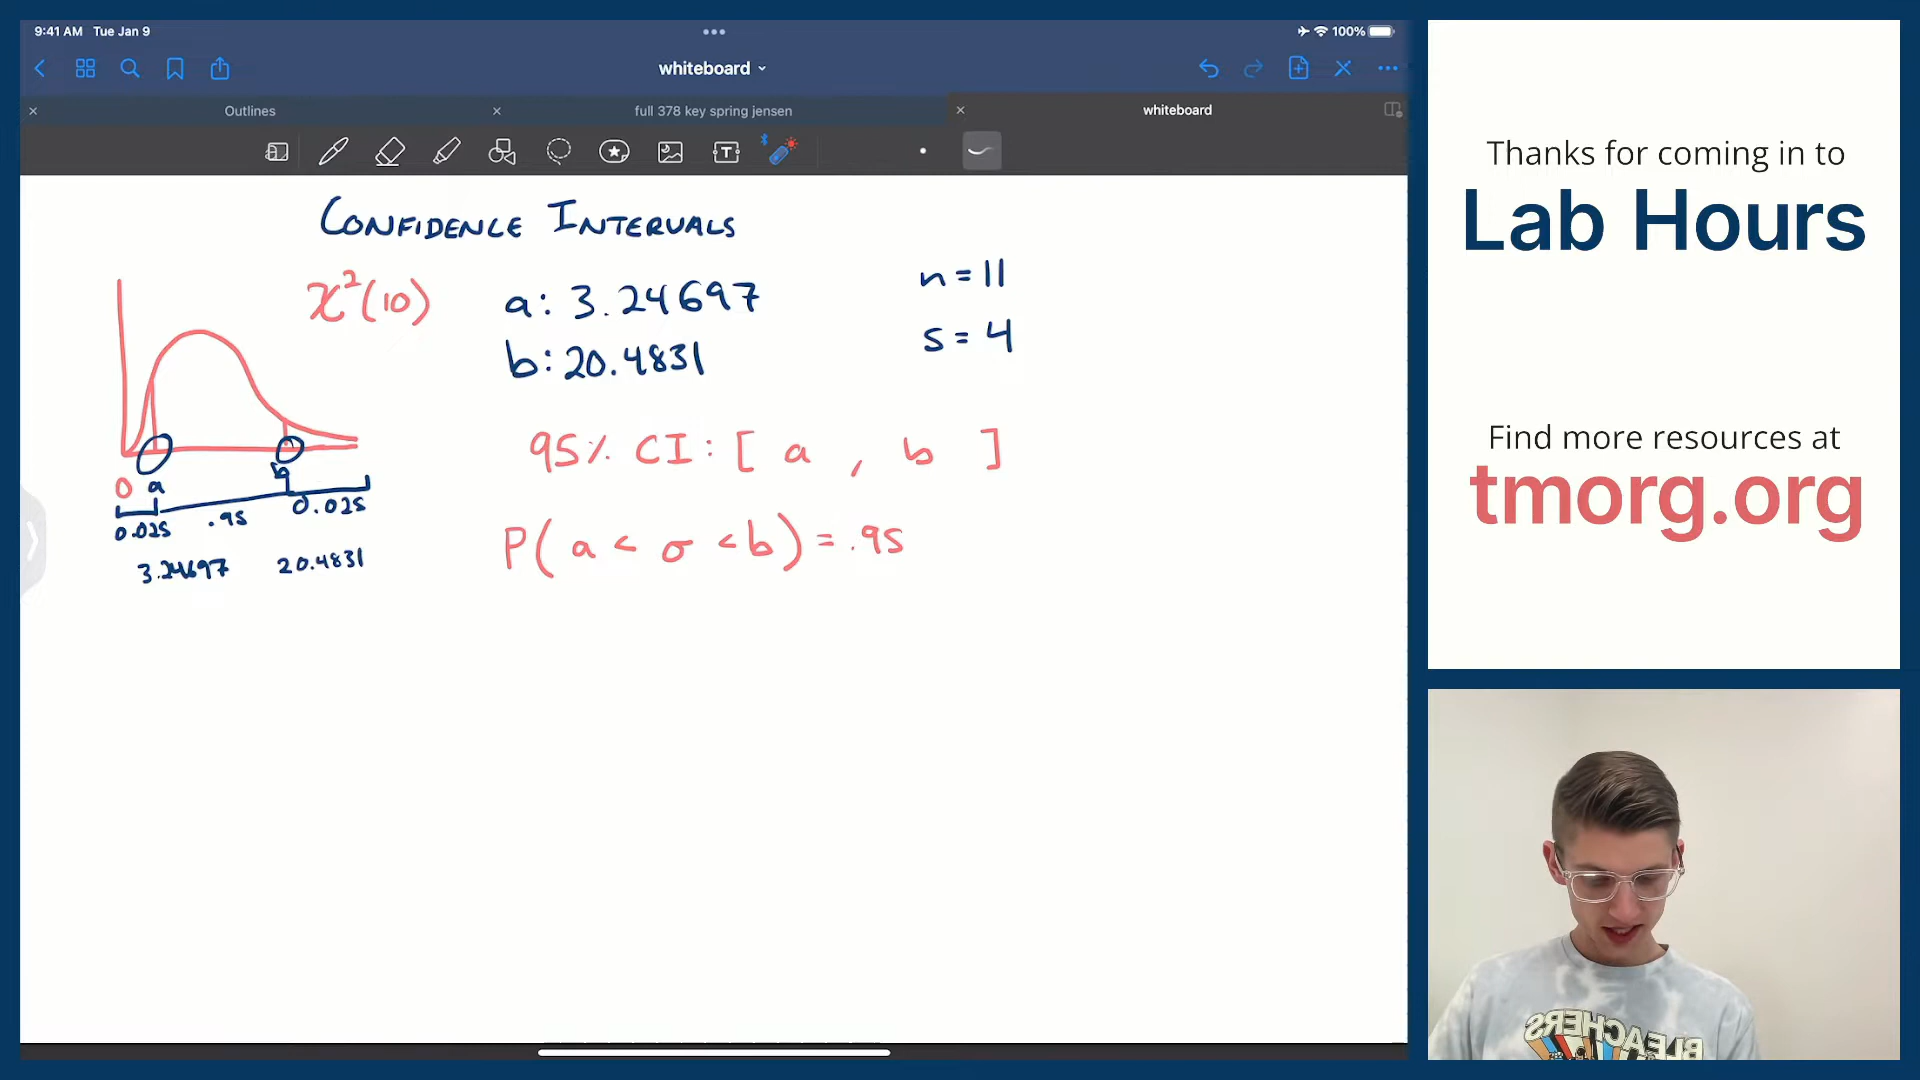 9:41 AM Tue Jan 9
100%
whiteboard
Outlines
full 378 key spring jensen
whiteboard
CONFIDENCE INTERVALS
χ²(10)
a: 3.24697
b: 20.4831
n = 11
s = 4
95% CI: [ a , b ]
P( a < σ < b ) = .95
0 a b
0.025 .95 0.025
3.24697 20.4831
Thanks for coming in to
Lab Hours
Find more resources at
tmorg.org
BLEACHERS